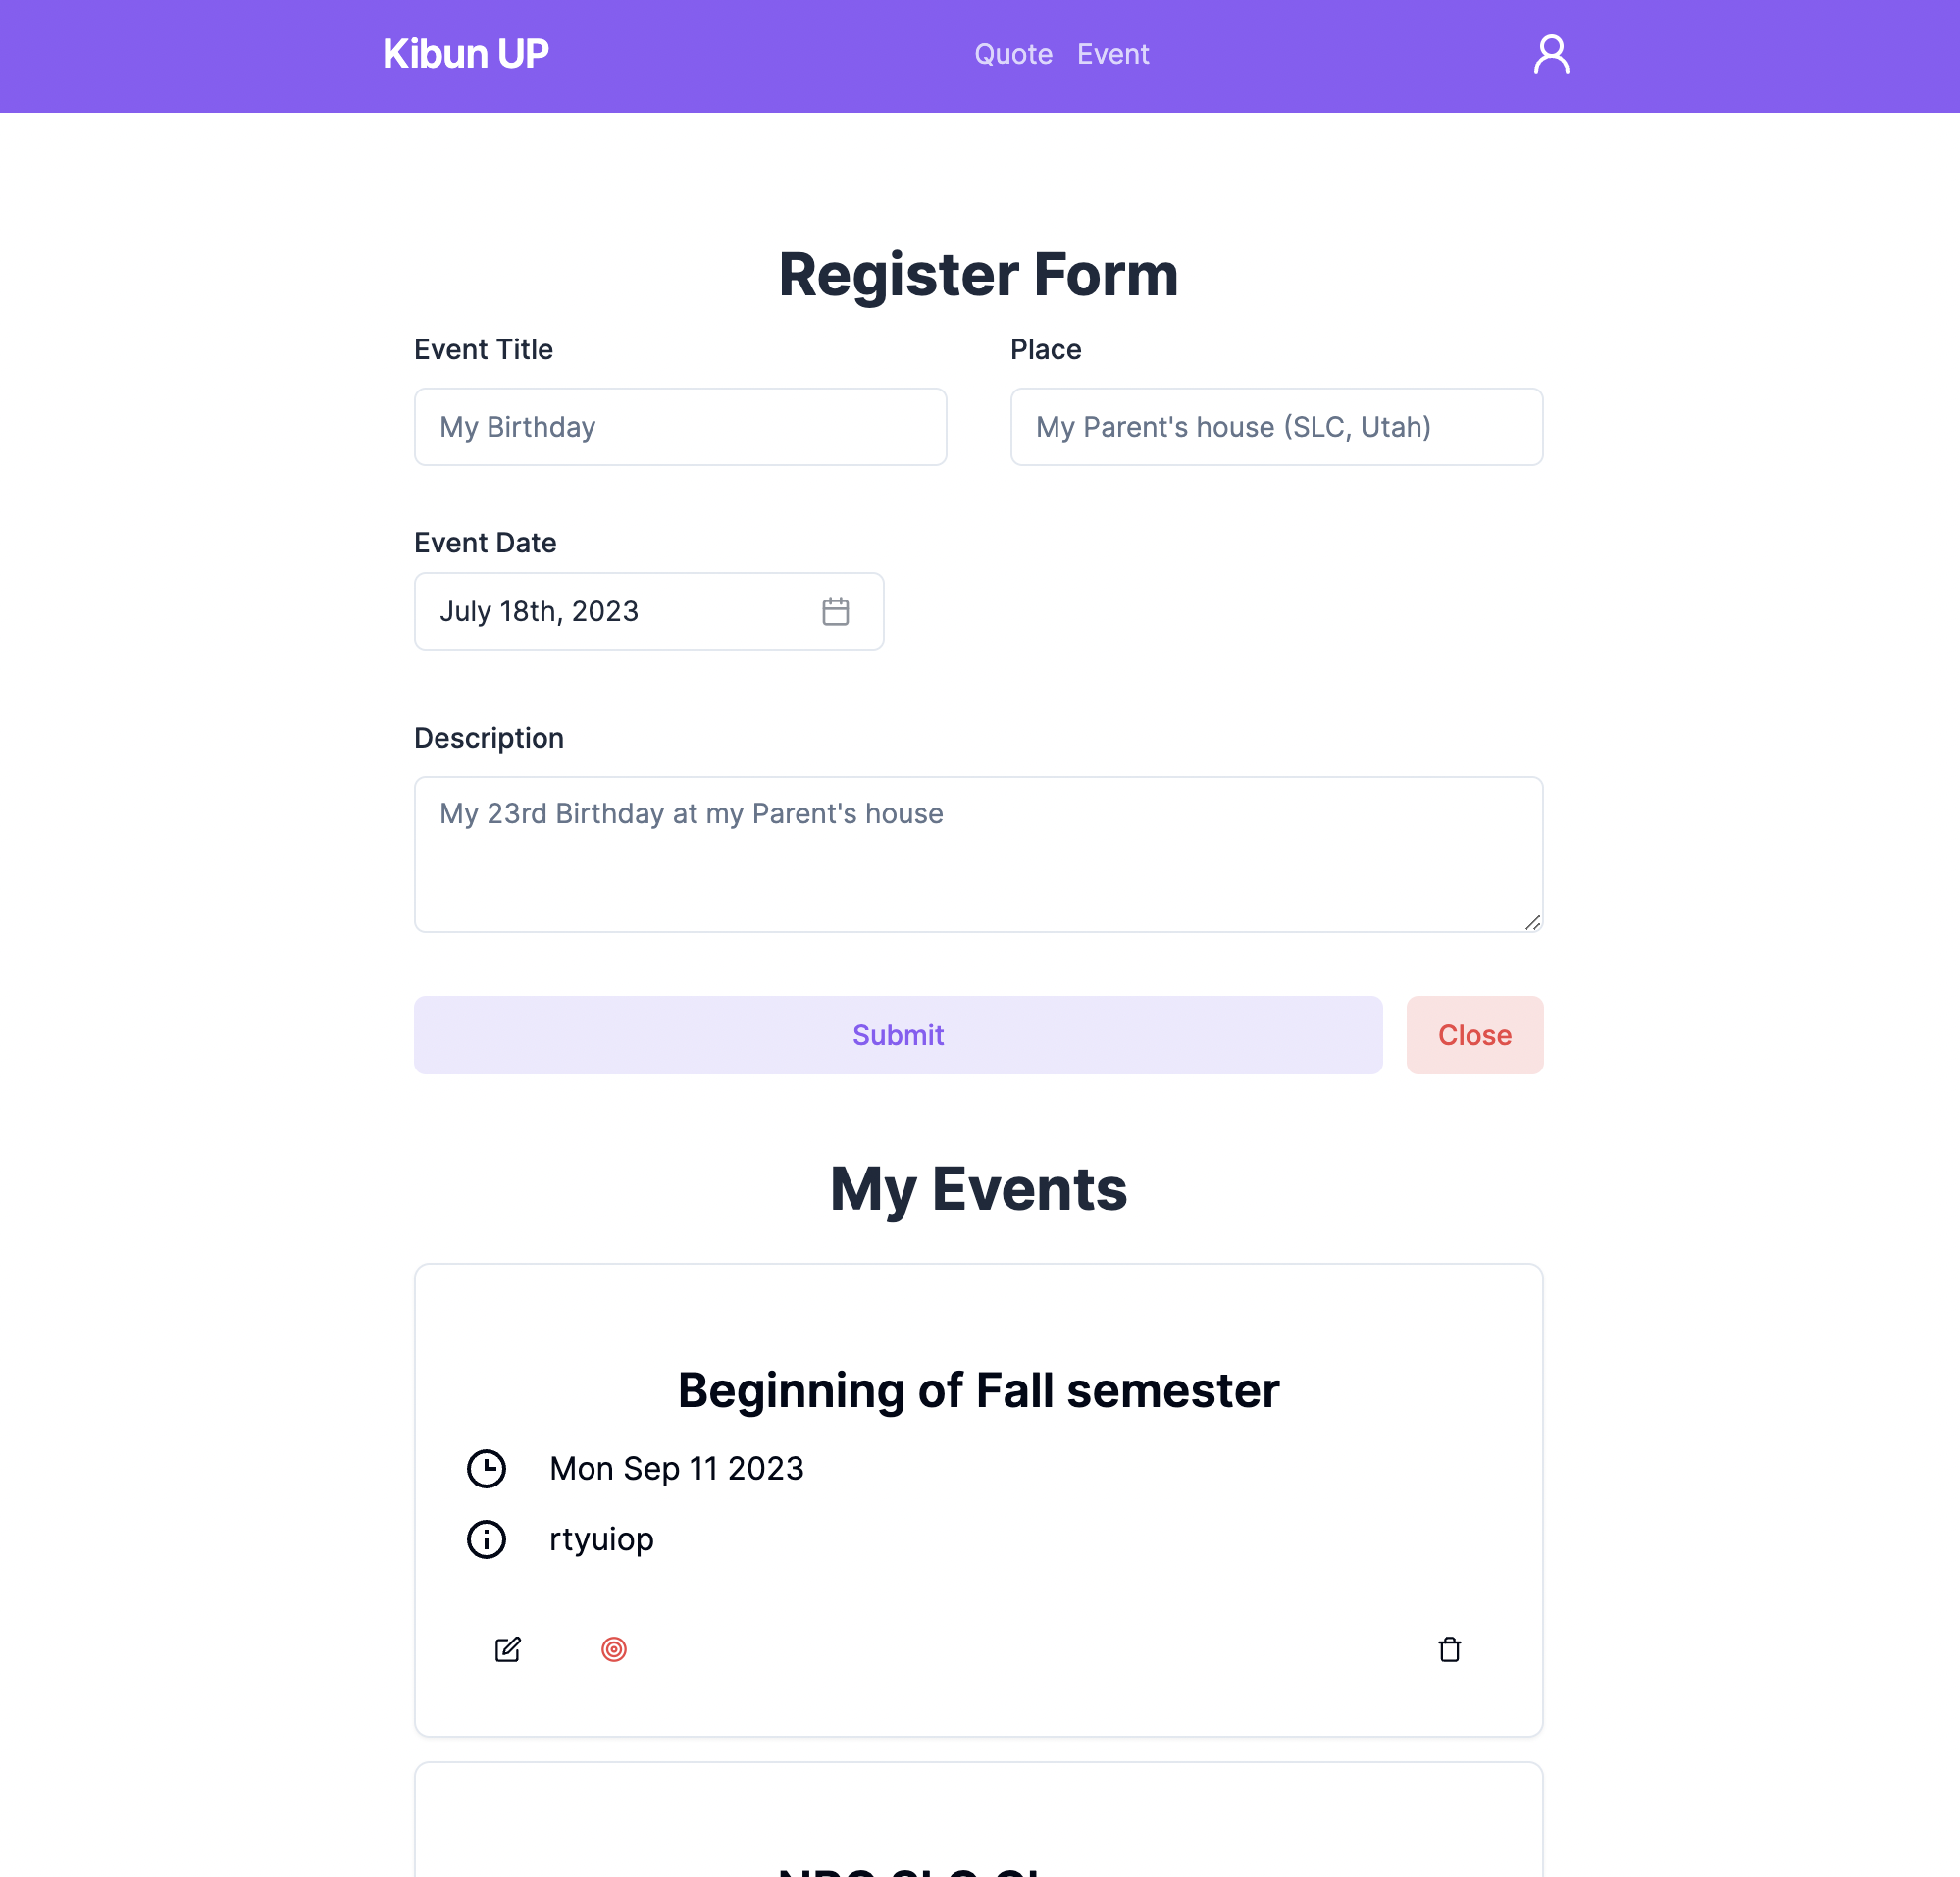 Kibun UP
Quote Event
Register Form
Event Title
Place
My Birthday
My Parent's house (SLC, Utah)
Event Date
July 18th, 2023
Description
My 23rd Birthday at my Parent's house
Submit
Close
My Events
Beginning of Fall semester
Mon Sep 11 2023
rtyuiop